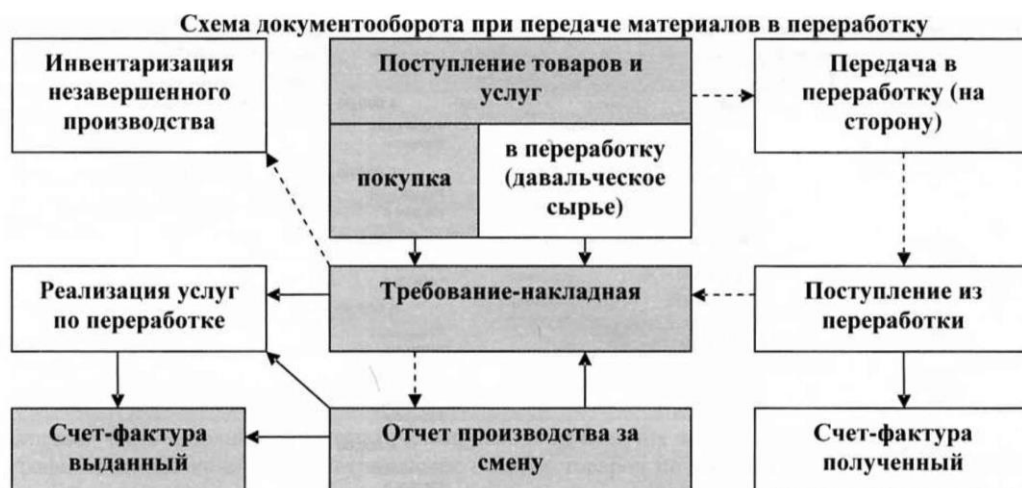 Схема документооборота при передаче материалов в переработку
Инвентаризация
незавершенного
производства
Поступление товаров и
услуг
покупка
в переработку
(давальческое
сырье)
Передача в
переработку (на
сторону)
Реализация услуг
по переработке
Требование-накладная
Поступление из
переработки
Счет-фактура
выданный
Отчет производства за
смену
Счет-фактура
полученный